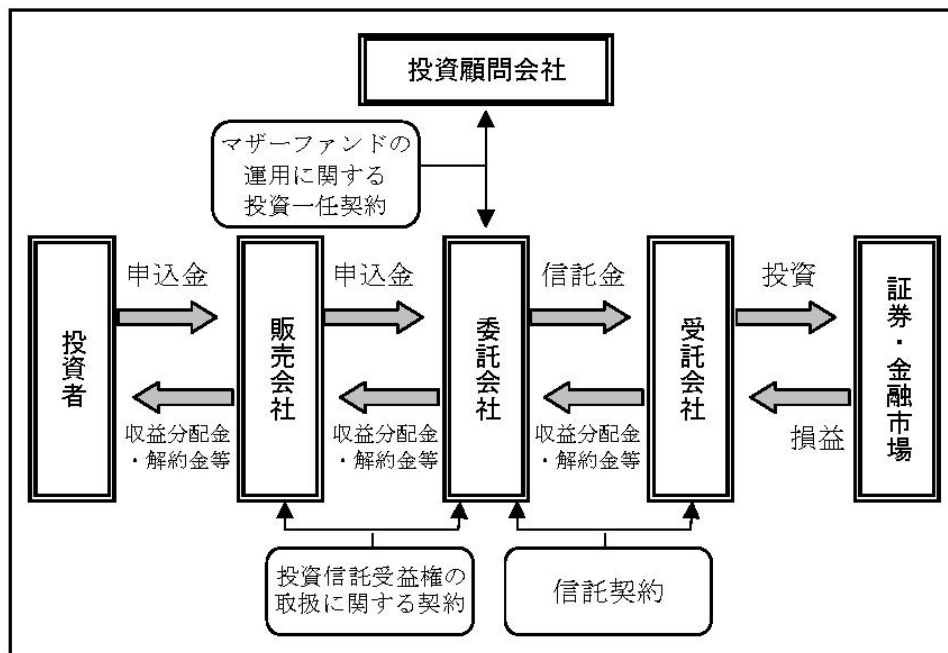 投資顧問会社
マザーファンドの
運用に関する
投資一任契約
投資者
申込金
収益分配金
・解約金等
販売会社
申込金
収益分配金
・解約金等
委託会社
信託金
収益分配金
・解約金等
受託会社
投資
損益
証券・金融市場
投資信託受益権の
取扱に関する契約
信託契約